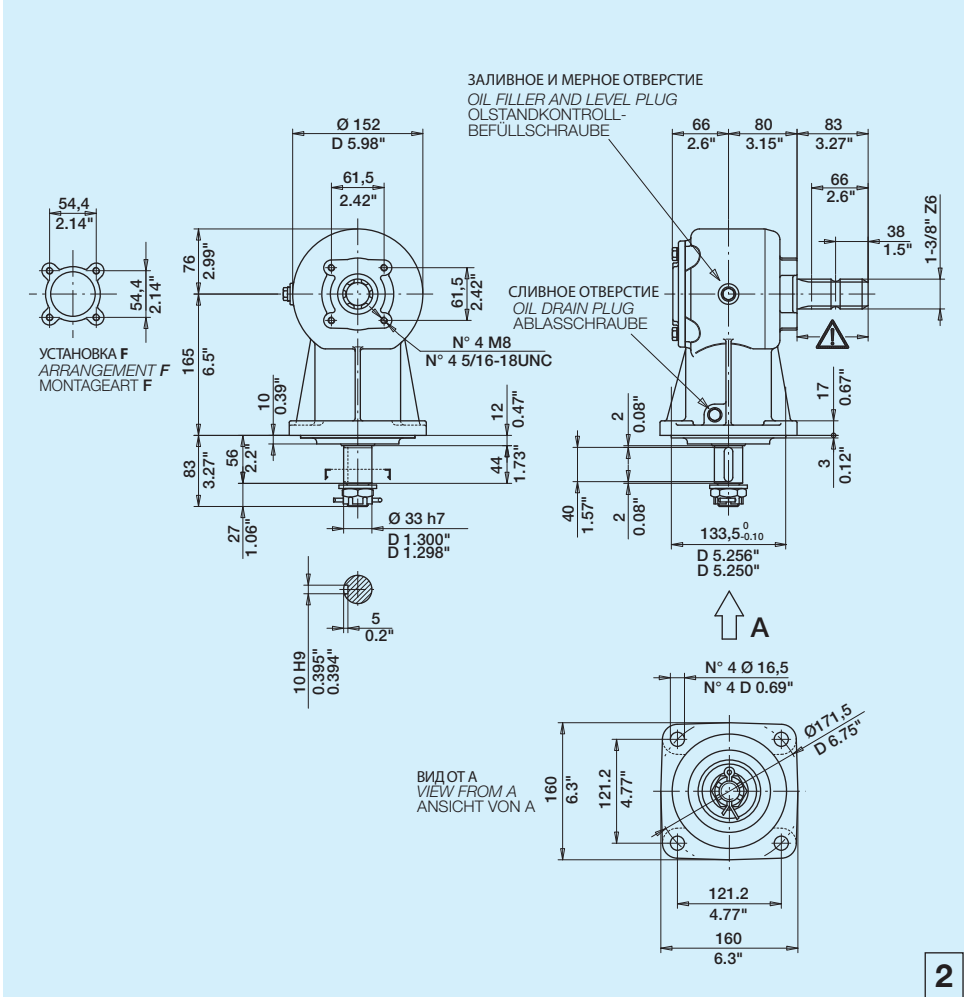 ЗАЛИВНОЕ И МЕРНОЕ ОТВЕРСТИЕ
OIL FILLER AND LEVEL PLUG
OLSTANDKONTROLL-
BEFÜLLSCHRAUBE
Ø 152
D 5.98"
61,5
2.42"
54,4
2.14"
54,4
2.14"
УСТАНОВКА F
ARRANGEMENT F
MONTAGEART F
76
2.99"
165
6.5"
61,5
2.42"
N° 4 M8
N° 4 5/16-18UNC
10
0.39"
12
0.47"
83
3.27"
56
2.2"
44
1.73"
27
1.06"
Ø 33 h7
D 1.300"
D 1.298"
5
0.2"
10 H9
0.395"
0.394"
66
2.6"
80
3.15"
83
3.27"
66
2.6"
38
1.5"
1-3/8" Z6
СЛИВНОЕ ОТВЕРСТИЕ
OIL DRAIN PLUG
ABLASSCHRAUBE
2
0.08"
17
0.67"
3
0.12"
40
1.57"
2
0.08"
133,5 0 -0.10
D 5.256"
D 5.250"
A
N° 4 Ø 16,5
N° 4 D 0.69"
Ø171,5
D 6.75"
ВИД ОТ А
VIEW FROM A
ANSICHT VON A
160
6.3"
121.2
4.77"
121.2
4.77"
160
6.3"
2